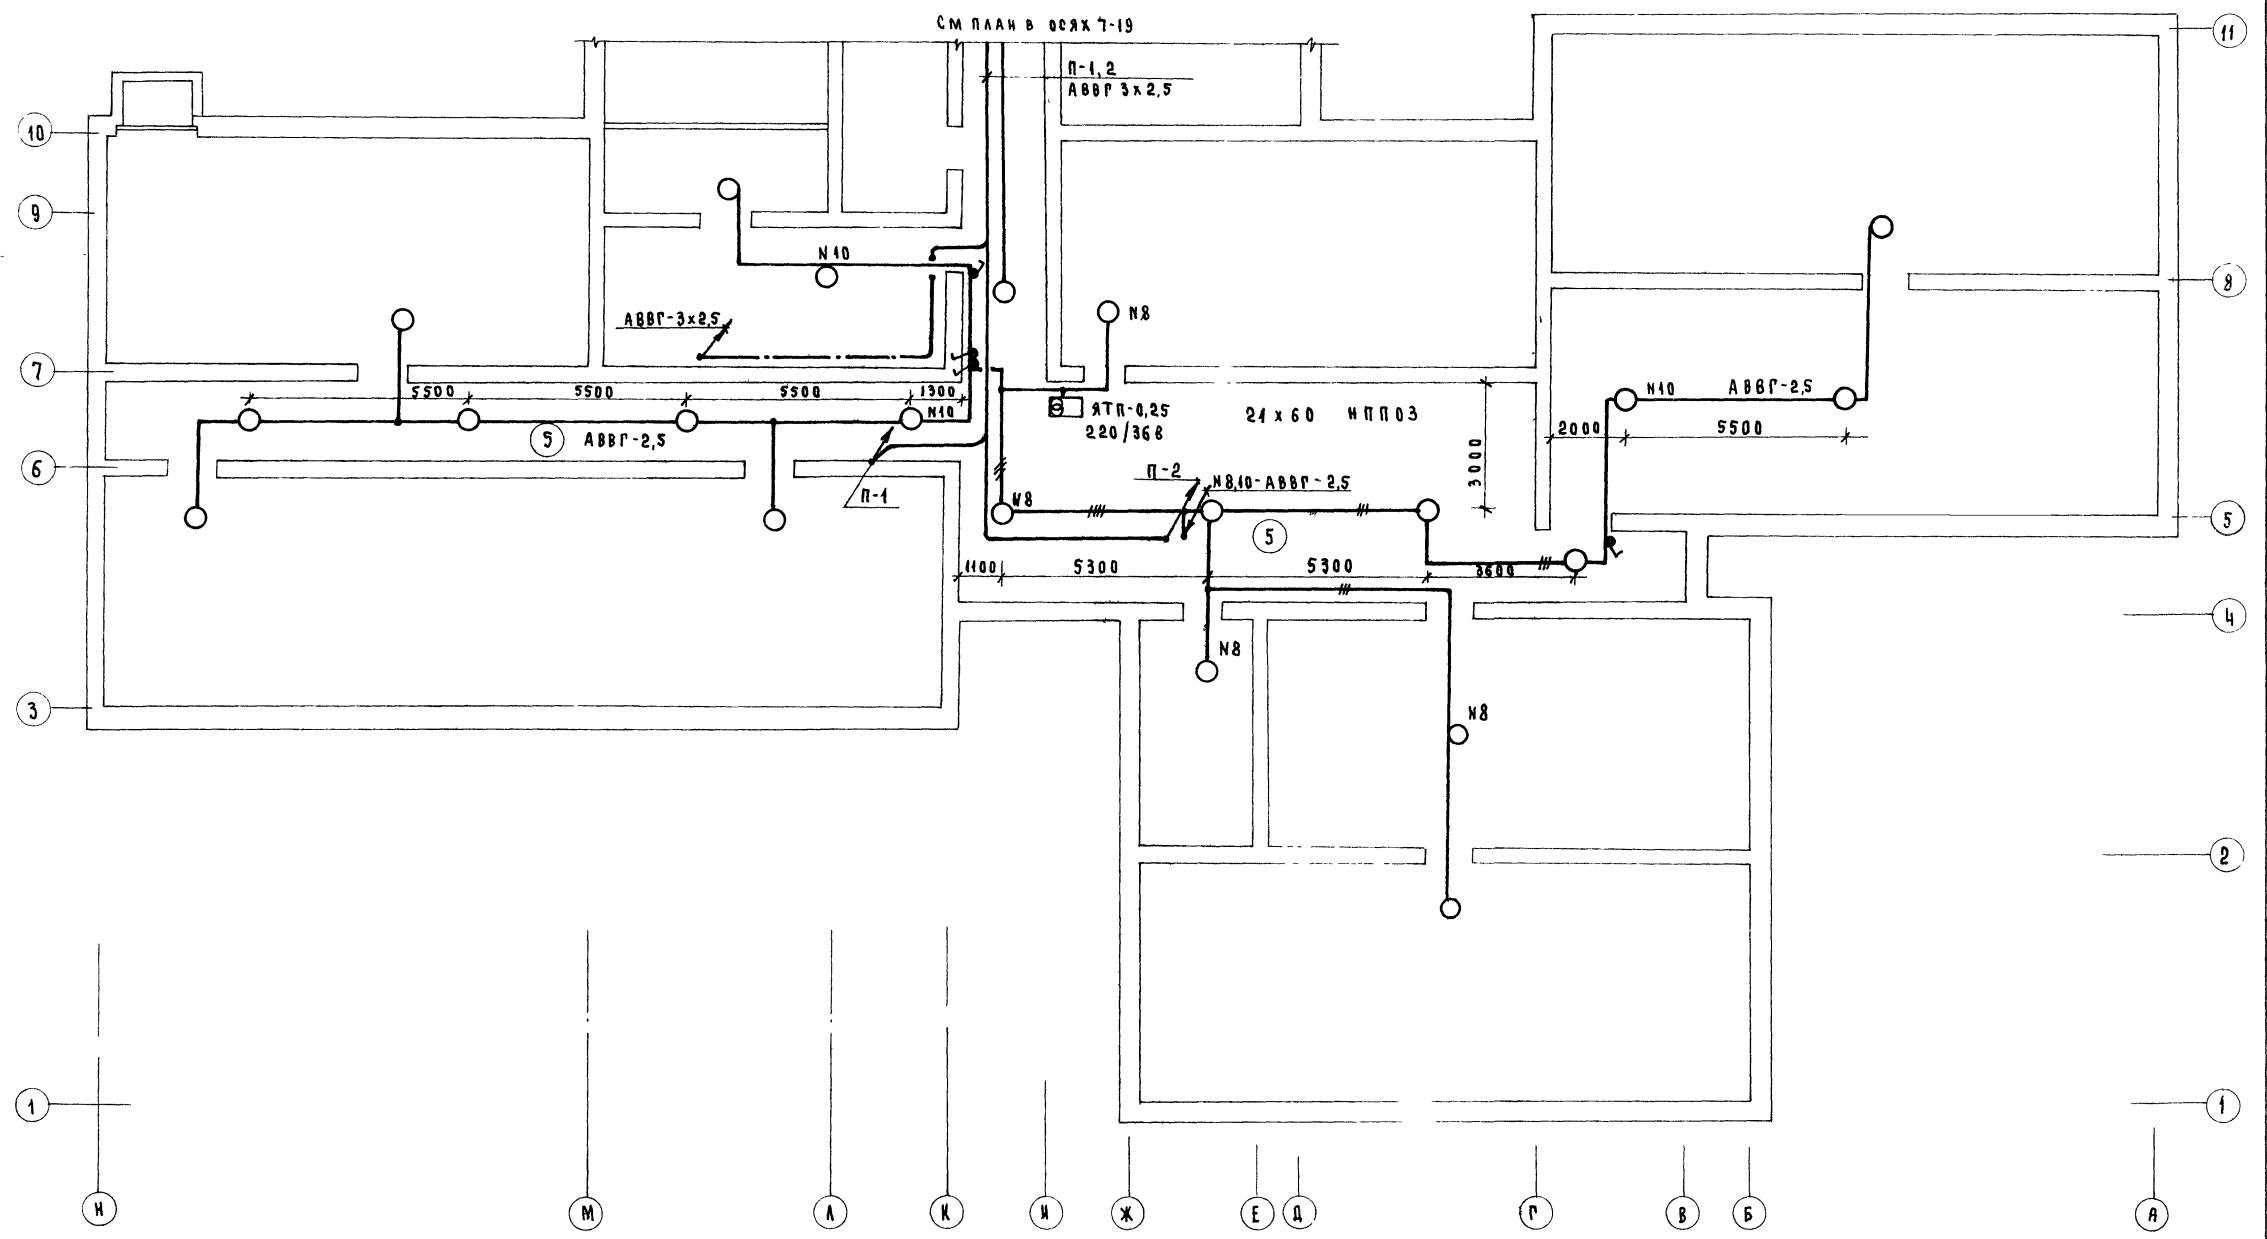 СМ ПЛАН В ОСЯХ 7-19
11
П-1,2
АВВГ 3х2,5
10
9
N10
8
АВВГ-3х2,5
N8
7
5500
5500
5500
1300
N10
5
АВВГ-2,5
ЯТП-0,25
220/36В
21х60 НПП03
N10
АВВГ-2,5
2000
5500
3000
6
П-1
П-2
N8,10-АВВГ-2,5
N8
5
5
1100
5300
5300
3600
4
N8
3
N8
2
1
1
Н
М
Л
К
И
Ж
Е
Д
Г
В
Б
А